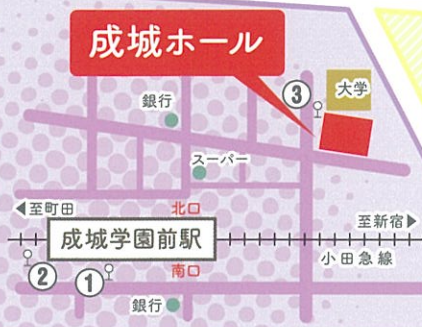 成城ホール
大学
③
銀行
スーパー
◀至町田
北口
至新宿▶
成城学園前駅
小田急線
②
①
南口
銀行